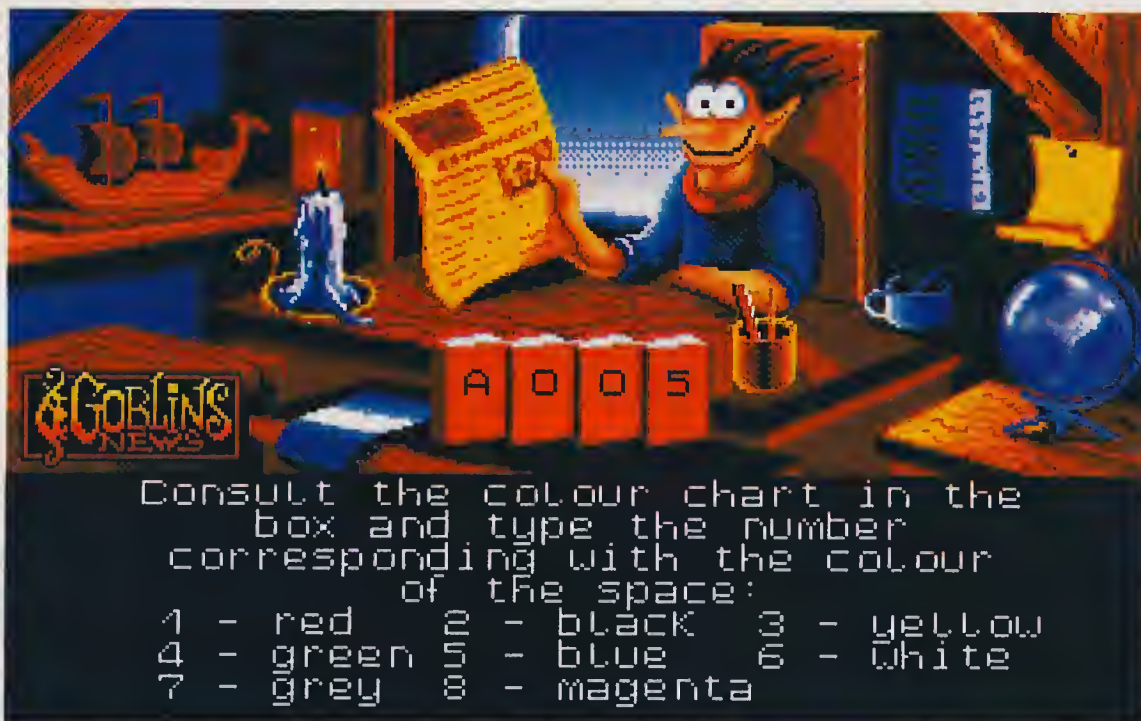 A 0 0 5
GOBLINS
NEWS
Consult the colour chart in the
box and type the number
corresponding with the colour
of the space:
1 - red 2 - black 3 - yellow
4 - green 5 - blue 6 - white
7 - grey 8 - magenta